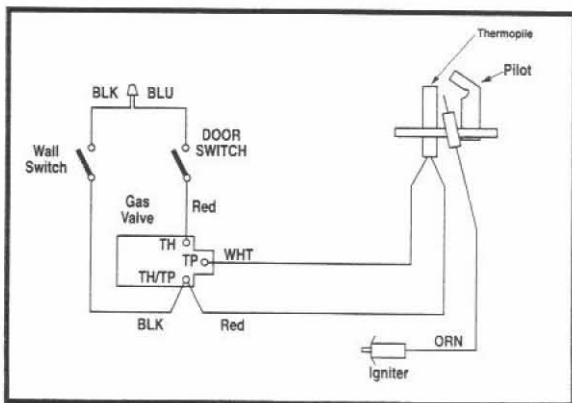 Thermopile
Pilot
BLK BLU
Wall
Switch
DOOR
SWITCH
Gas
Valve
Red
TH
TP
WHT
TH/TP
BLK
Red
ORN
Igniter